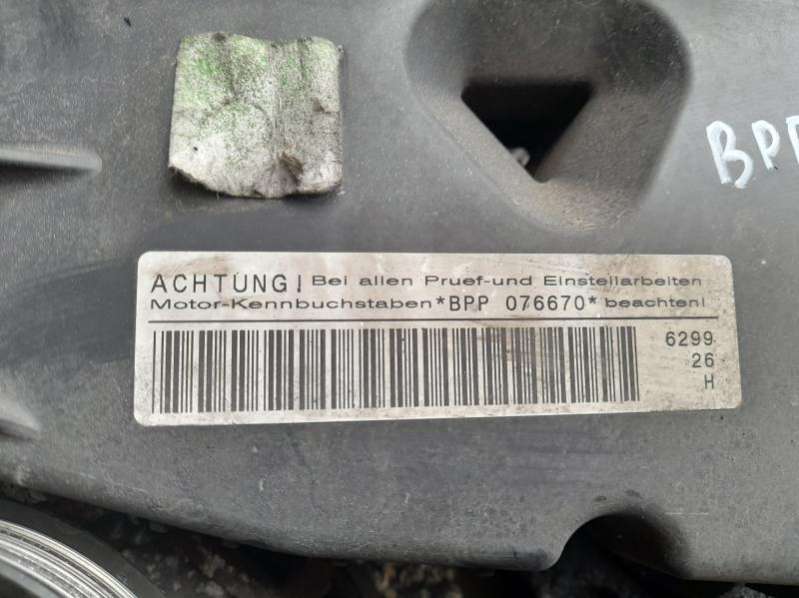 BPP
ACHTUNG! Bei allen Pruef-und Einstellarbeiten
Motor-Kennbuchstaben *BPP 076670* beachten!
6299
26
H